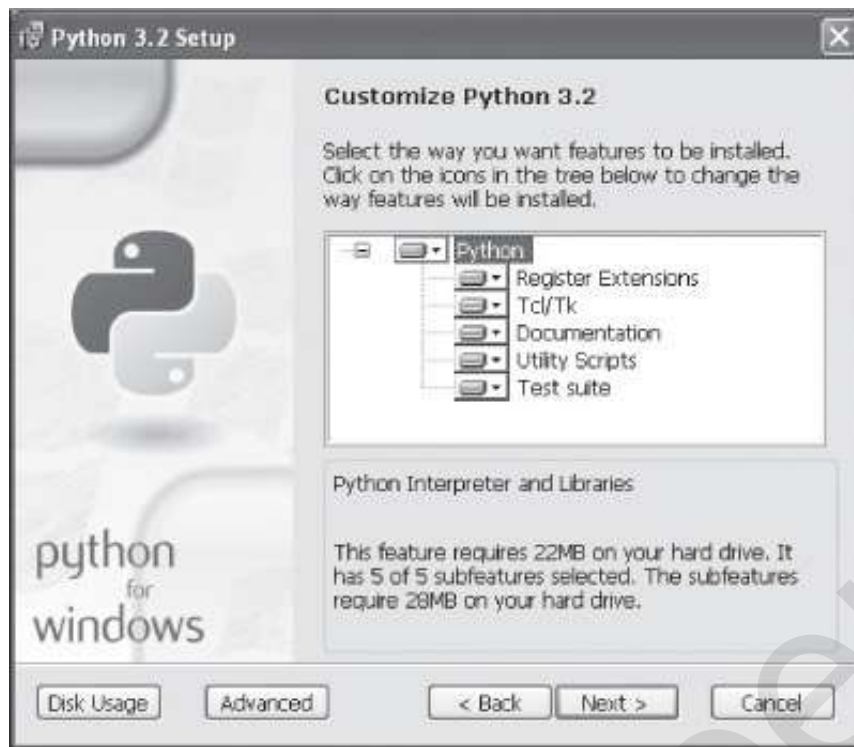 Python 3.2 Setup
Customize Python 3.2
Select the way you want features to be installed.
Click on the icons in the tree below to change the
way features will be installed.
Python
Register Extensions
Tcl/Tk
Documentation
Utility Scripts
Test suite
Python Interpreter and Libraries
This feature requires 22MB on your hard drive. It
has 5 of 5 subfeatures selected. The subfeatures
require 28MB on your hard drive.
python
for
windows
Disk Usage
Advanced
< Back
Next >
Cancel